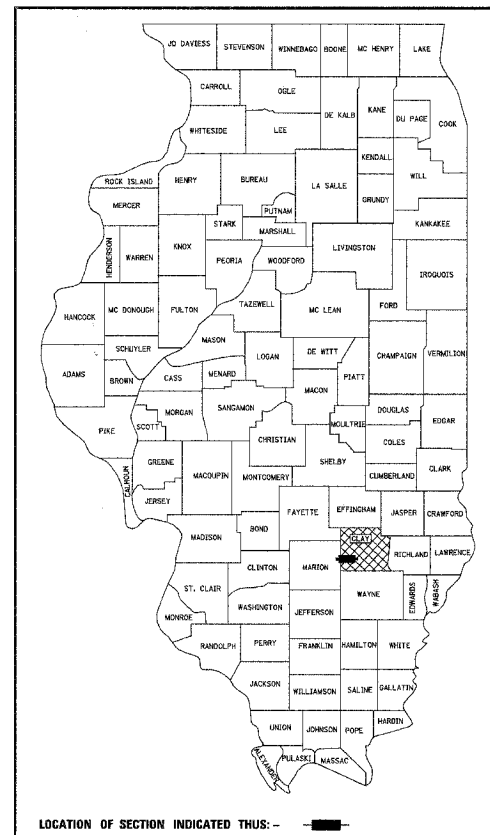 JO DAVIESS STEVENSON WINNEBAGO BOONE MC HENRY LAKE
CARROLL OGLE
DE KALB KANE DU PAGE COOK
WHITESIDE LEE
KENDALL WILL
ROCK ISLAND HENRY BUREAU LA SALLE GRUNDY
MERCER PUTNAM
STARK MARSHALL KANKAKEE
HENDERSON WARREN KNOX PEORIA WOODFORD LIVINGSTON
IROQUOIS
HANCOCK MC DONOUGH FULTON TAZEWELL MC LEAN FORD
MASON
SCHUYLER LOGAN DE WITT CHAMPAIGN VERMILION
ADAMS BROWN CASS MENARD MACON PIATT
MORGAN SANGAMON DOUGLAS
PIKE SCOTT MOULTRIE EDGAR
CHRISTIAN COLES
GREENE MACOUPIN SHELBY
CALHOUN MONTGOMERY CUMBERLAND CLARK
JERSEY
FAYETTE EFFINGHAM JASPER CRAWFORD
MADISON BOND
CLAY
CLINTON MARION RICHLAND LAWRENCE
ST. CLAIR WAYNE EDWARDS WABASH
WASHINGTON JEFFERSON
MONROE
RANDOLPH PERRY FRANKLIN HAMILTON WHITE
JACKSON WILLIAMSON SALINE GALLATIN
UNION JOHNSON POPE HARDIN
ALEXANDER PULASKI MASSAC
LOCATION OF SECTION INDICATED THUS: -